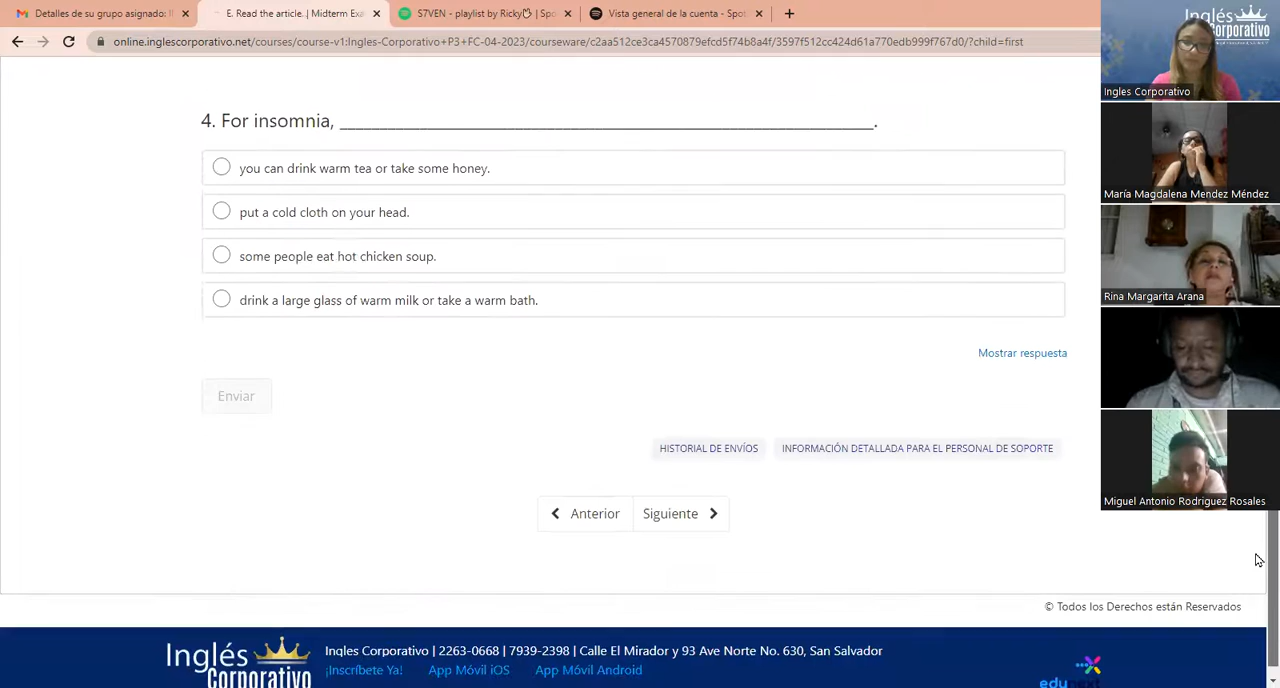 Detalles de su grupo asignado: If
E. Read the article. | Midterm Exa
S7VEN - playlist by Ricky | Spo
Vista general de la cuenta - Spot
online.inglescorporativo.net/courses/course-v1:Ingles-Corporativo+P3+FC-04-2023/courseware/c2aa512ce3ca4570879efcd5f74b8a4f/3597f512cc424d61a770edb999f767d0/?child=first
4. For insomnia, ______________________________________________________.
you can drink warm tea or take some honey.
put a cold cloth on your head.
some people eat hot chicken soup.
drink a large glass of warm milk or take a warm bath.
Mostrar respuesta
Enviar
HISTORIAL DE ENVÍOS
INFORMACIÓN DETALLADA PARA EL PERSONAL DE SOPORTE
Anterior
Siguiente
© Todos los Derechos están Reservados
Inglés
Corporativo
Ingles Corporativo | 2263-0668 | 7939-2398 | Calle El Mirador y 93 Ave Norte No. 630, San Salvador
¡Inscríbete Ya!
App Móvil iOS
App Móvil Android
edunext
Inglés
Corporativo
Ingles Corporativo
María Magdalena Mendez Méndez
Rina Margarita Arana
Miguel Antonio Rodriguez Rosales